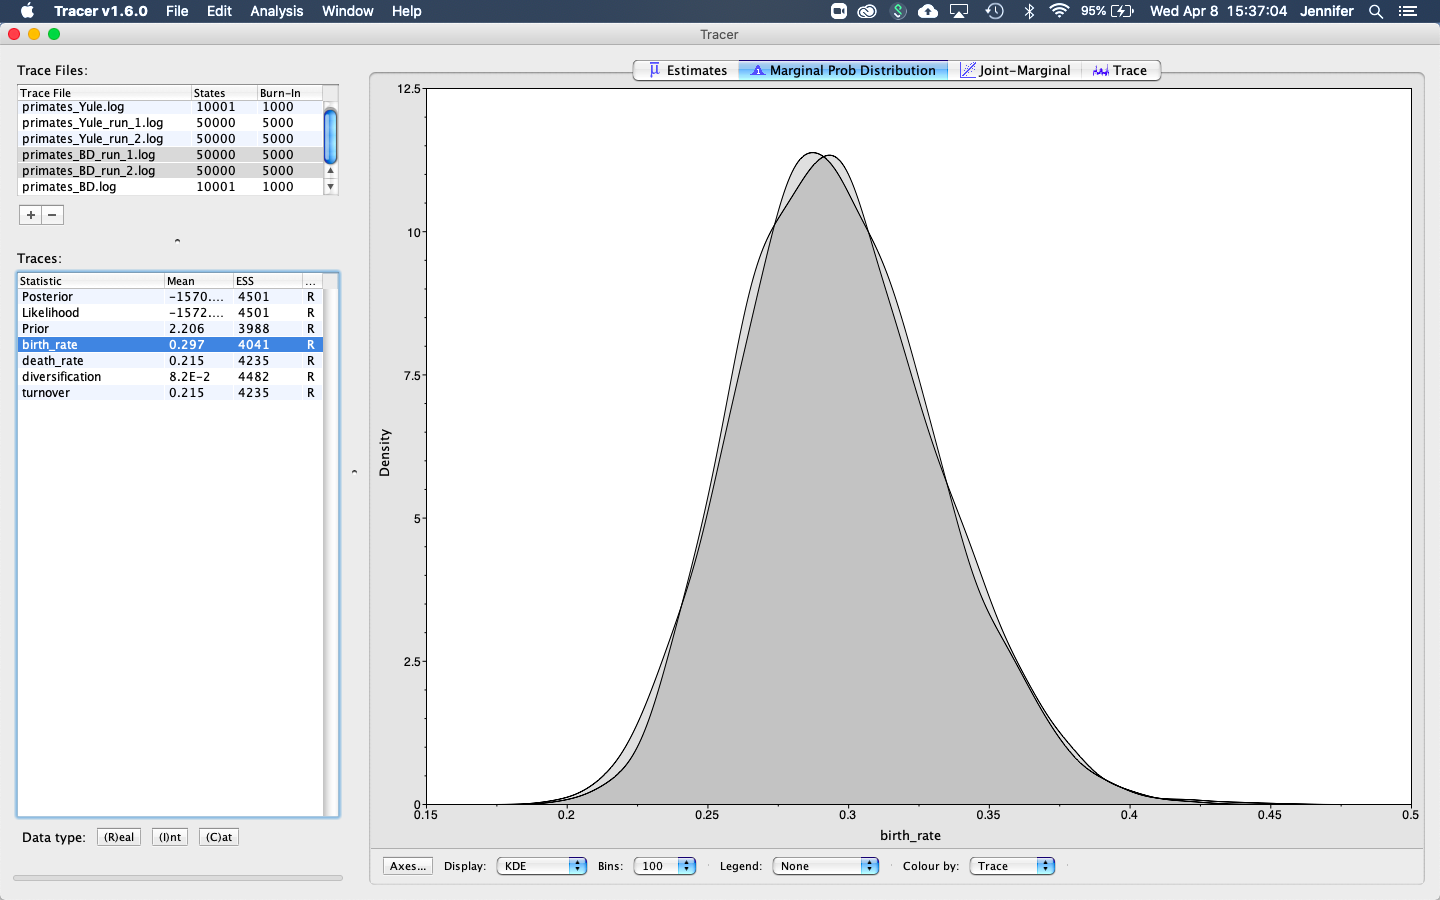 Tracer v1.6.0 File Edit Analysis Window Help 95% Wed Apr 8 15:37:04 Jennifer
Tracer
Trace Files:
Trace File States Burn-In
primates_Yule.log 10001 1000
primates_Yule_run_1.log 50000 5000
primates_Yule_run_2.log 50000 5000
primates_BD_run_1.log 50000 5000
primates_BD_run_2.log 50000 5000
primates_BD.log 10001 1000
+ −
Traces:
Statistic Mean ESS ...
Posterior -1570.... 4501 R
Likelihood -1572.... 4501 R
Prior 2.206 3988 R
birth_rate 0.297 4041 R
death_rate 0.215 4235 R
diversification 8.2E-2 4482 R
turnover 0.215 4235 R
Data type: (R)eal (I)nt (C)at
Estimates Marginal Prob Distribution Joint-Marginal Trace
12.5
10
7.5
5
2.5
0
Density
0.15 0.2 0.25 0.3 0.35 0.4 0.45 0.5
birth_rate
Axes... Display: KDE Bins: 100 Legend: None Colour by: Trace